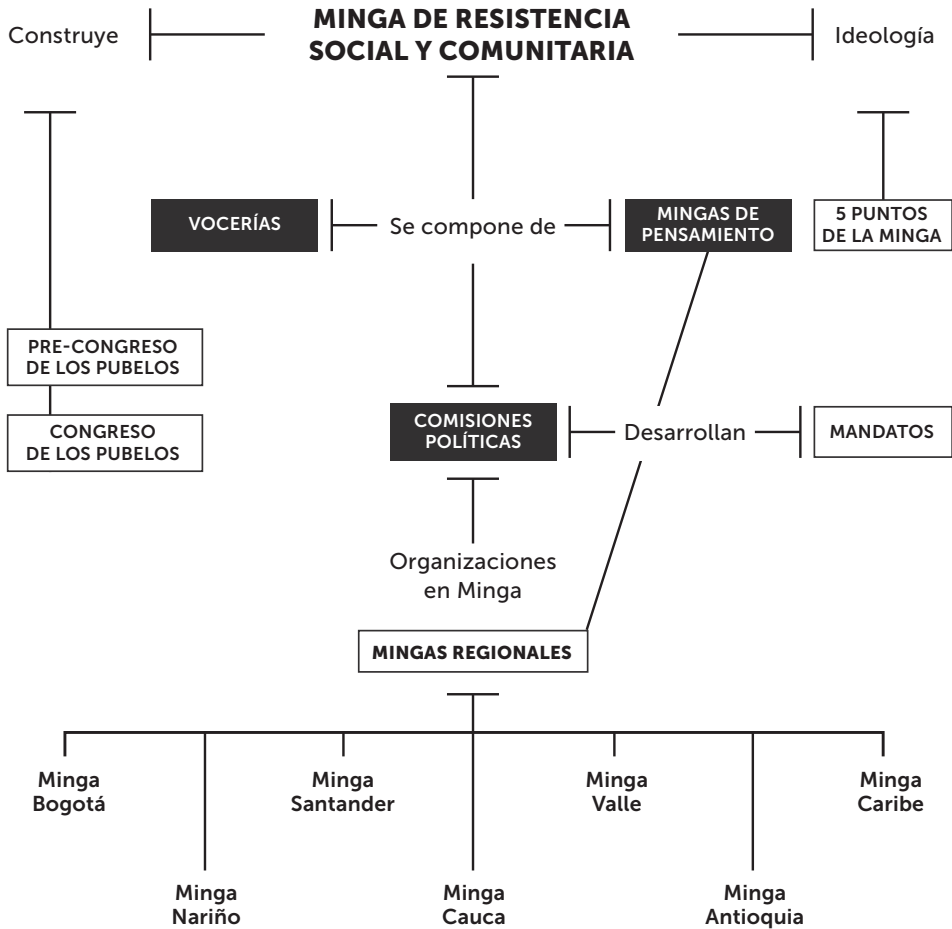 Construye
MINGA DE RESISTENCIA
SOCIAL Y COMUNITARIA
Ideología
VOCERÍAS
Se compone de
MINGAS DE
PENSAMIENTO
5 PUNTOS
DE LA MINGA
PRE-CONGRESO
DE LOS PUBELOS
CONGRESO
DE LOS PUBELOS
COMISIONES
POLÍTICAS
Desarrollan
MANDATOS
Organizaciones
en Minga
MINGAS REGIONALES
Minga
Bogotá
Minga
Santander
Minga
Valle
Minga
Caribe
Minga
Nariño
Minga
Cauca
Minga
Antioquia